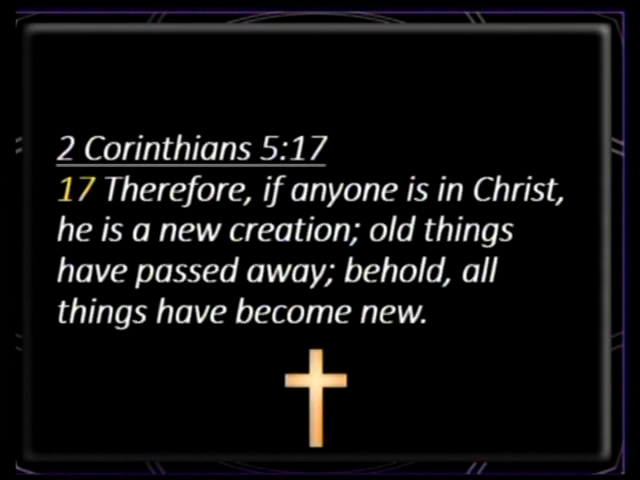 2 Corinthians 5:17
17 Therefore, if anyone is in Christ,
he is a new creation; old things
have passed away; behold, all
things have become new.